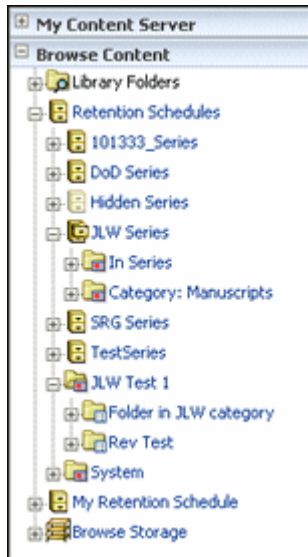 My Content Server
Browse Content
Library Folders
Retention Schedules
101333_Series
DoD Series
Hidden Series
JLW Series
In Series
Category: Manuscripts
SRG Series
TestSeries
JLW Test 1
Folder in JLW category
Rev Test
System
My Retention Schedule
Browse Storage